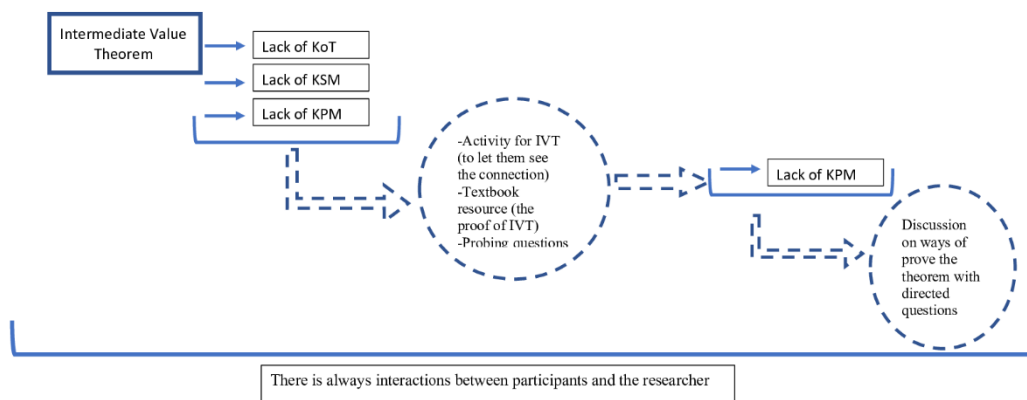 Intermediate Value
Theorem
Lack of KoT
Lack of KSM
Lack of KPM
-Activity for IVT
(to let them see
the connection)
-Textbook
resource (the
proof of IVT)
-Probing questions
Lack of KPM
Discussion
on ways of
prove the
theorem with
directed
questions
There is always interactions between participants and the researcher